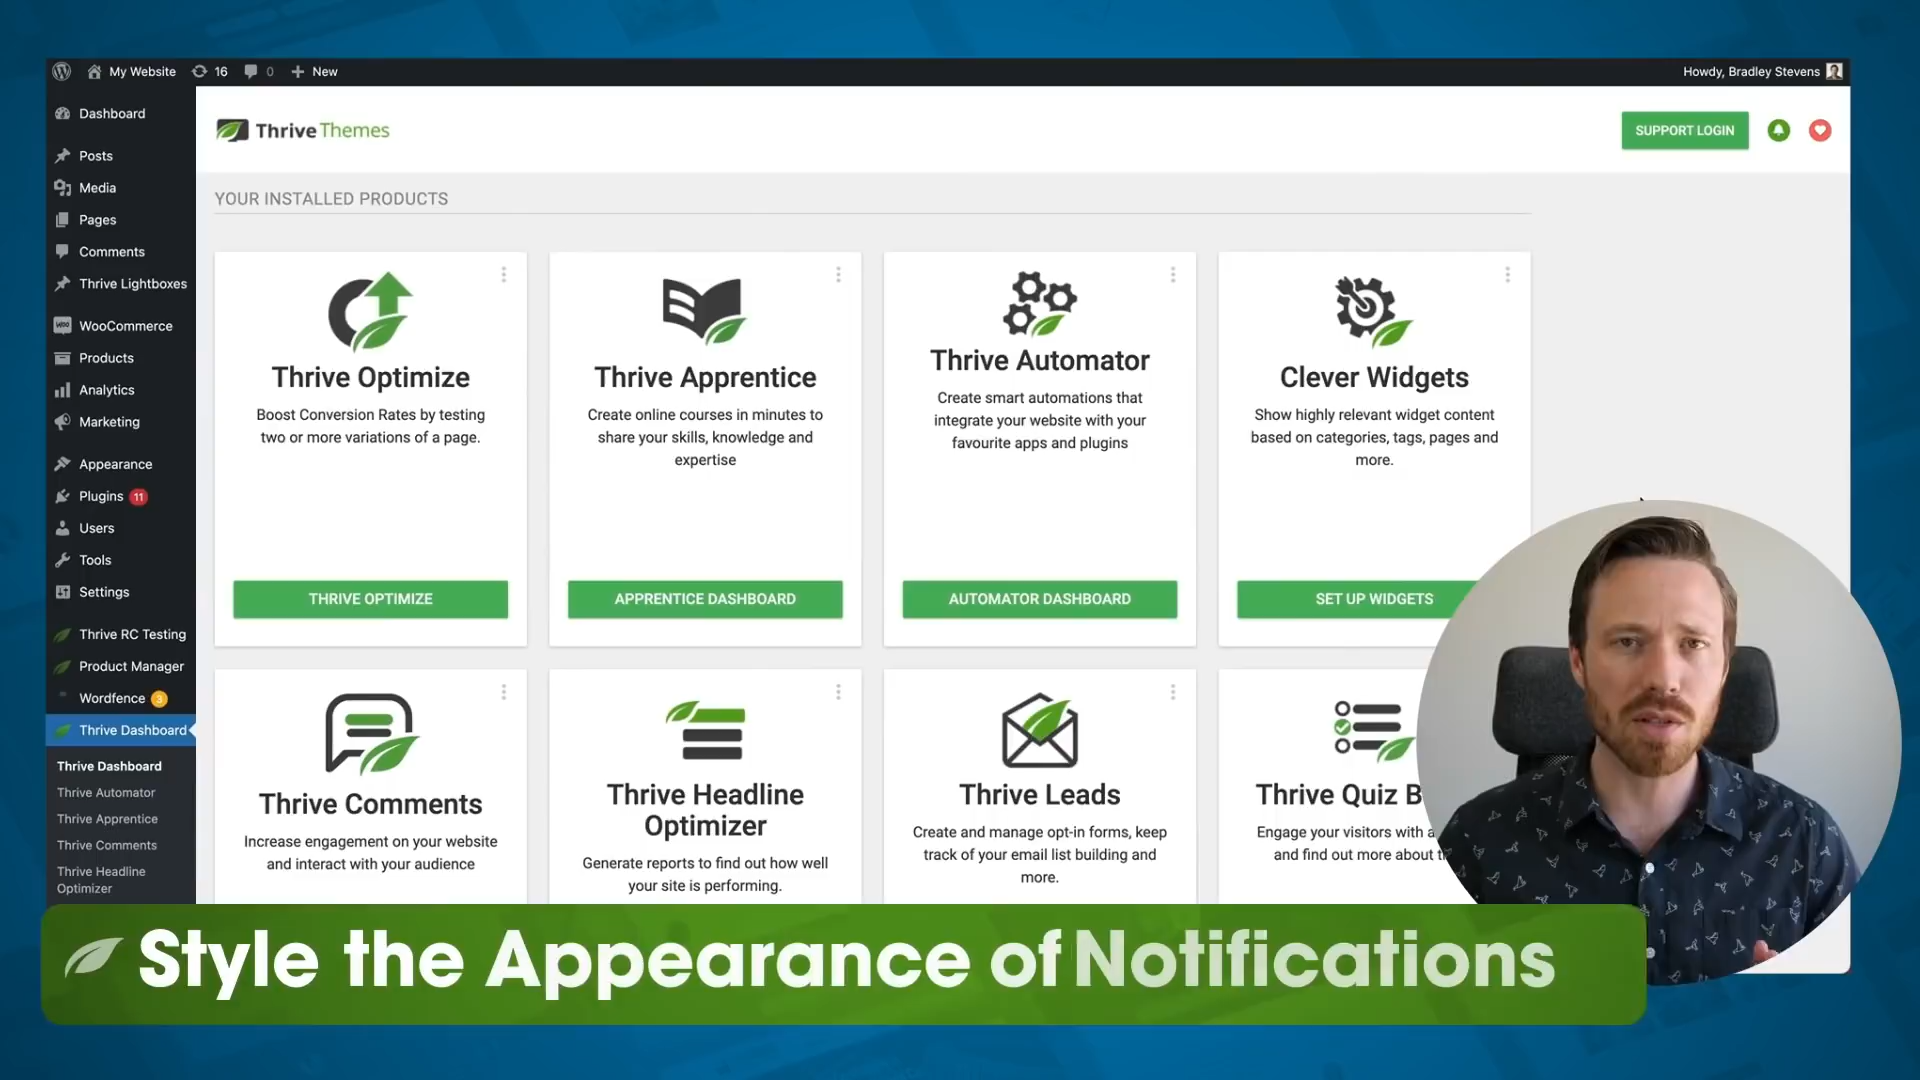 My Website
16
0
New
Howdy, Bradley Stevens
Dashboard
Posts
Media
Pages
Comments
Thrive Lightboxes
WOO
WooCommerce
Products
Analytics
Marketing
Appearance
Plugins 11
Users
Tools
Settings
Thrive RC Testing
Product Manager
Wordfence 3
Thrive Dashboard
Thrive Dashboard
Thrive Automator
Thrive Apprentice
Thrive Comments
Thrive Headline
Optimizer
ThriveThemes
SUPPORT LOGIN
YOUR INSTALLED PRODUCTS
Thrive Optimize
Boost Conversion Rates by testing
two or more variations of a page.
THRIVE OPTIMIZE
Thrive Apprentice
Create online courses in minutes to
share your skills, knowledge and
expertise
APPRENTICE DASHBOARD
Thrive Automator
Create smart automations that
integrate your website with your
favourite apps and plugins
AUTOMATOR DASHBOARD
Clever Widgets
Show highly relevant widget content
based on categories, tags, pages and
more.
SET UP WIDGETS
Thrive Comments
Increase engagement on your website
and interact with your audience
Thrive Headline
Optimizer
Generate reports to find out how well
your site is performing.
Thrive Leads
Create and manage opt-in forms, keep
track of your email list building and
more.
Thrive Quiz B
Engage your visitors with a
and find out more about t
Style the Appearance of Notifications